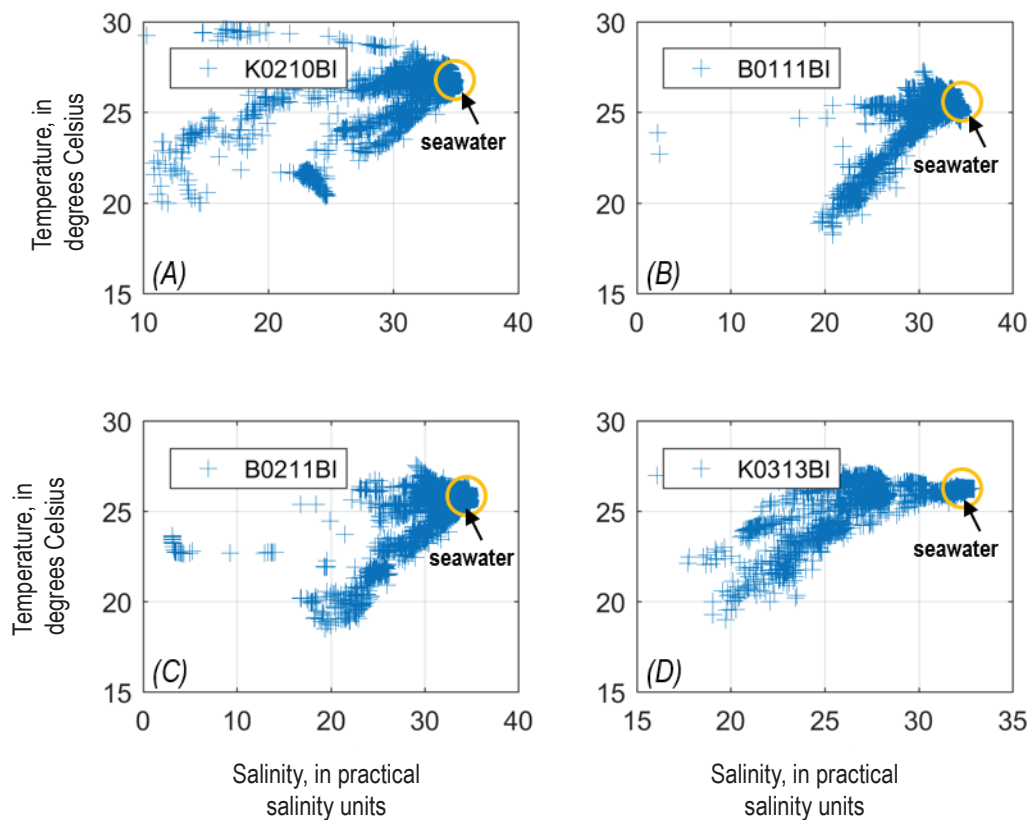 30
25
20
15
Temperature, in
degrees Celsius
K0210BI
seawater
(A)
10
20
30
40
30
25
20
15
B0111BI
seawater
(B)
0
10
20
30
40
30
25
20
15
Temperature, in
degrees Celsius
B0211BI
seawater
(C)
0
10
20
30
40
Salinity, in practical
salinity units
30
25
20
15
K0313BI
seawater
(D)
15
20
25
30
35
Salinity, in practical
salinity units